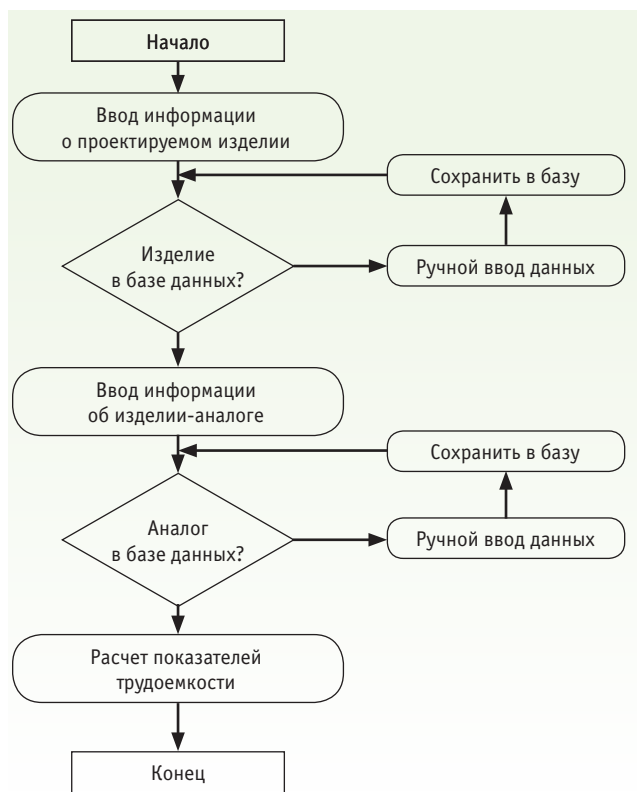 Начало
Ввод информации
о проектируемом изделии
Сохранить в базу
Изделие
в базе данных?
Ручной ввод данных
Ввод информации
об изделии-аналоге
Сохранить в базу
Аналог
в базе данных?
Ручной ввод данных
Расчет показателей
трудоемкости
Конец